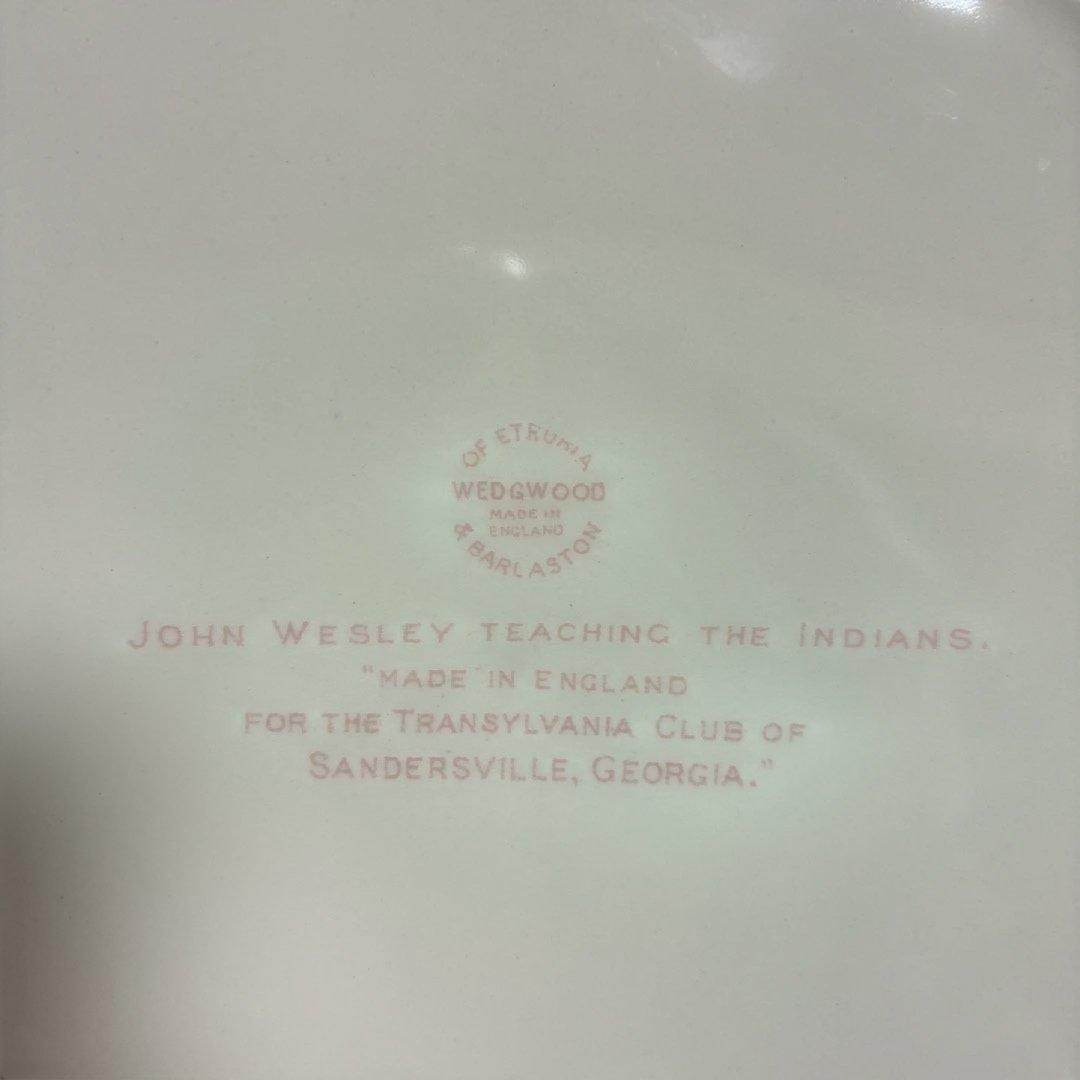 OF ETRURIA
WEDGWOOD
MADE IN
ENGLAND
& BARLASTON
JOHN WESLEY TEACHING THE INDIANS.
"MADE IN ENGLAND
FOR THE TRANSYLVANIA CLUB OF
SANDERSVILLE, GEORGIA."